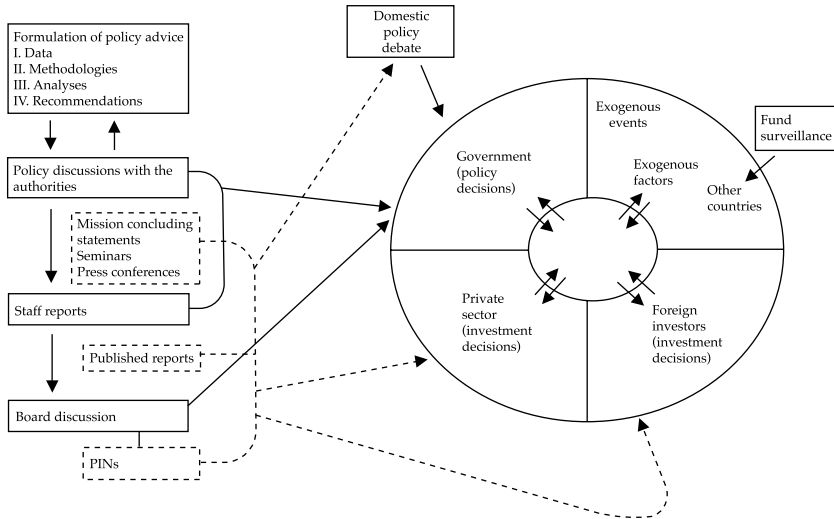 Formulation of policy advice
I. Data
II. Methodologies
III. Analyses
IV. Recommendations
Policy discussions with the
authorities
Mission concluding
statements
Seminars
Press conferences
Staff reports
Published reports
Board discussion
PINs
Domestic
policy
debate
Government
(policy
decisions)
Exogenous
events
Exogenous
factors
Other
countries
Fund
surveillance
Private
sector
(investment
decisions)
Foreign
investors
(investment
decisions)